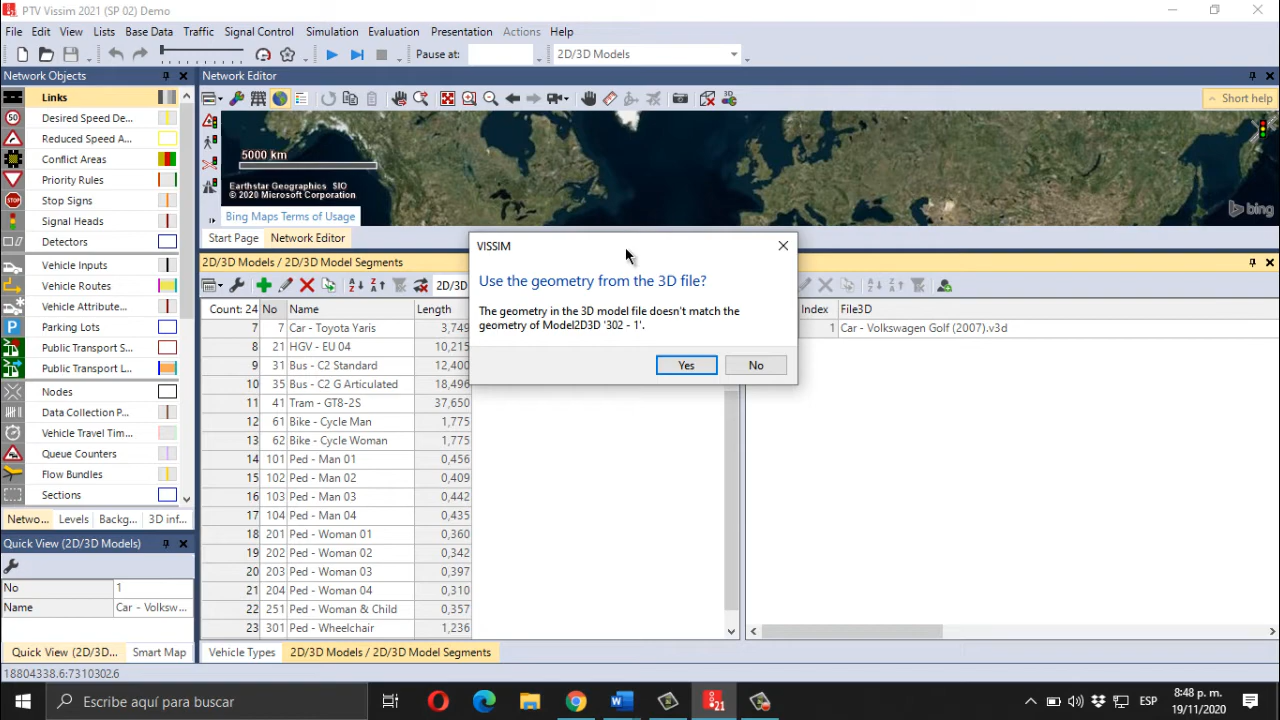 PTV Vissim 2021 (SP 02) Demo
File Edit View Lists Base Data Traffic Signal Control Simulation Evaluation Presentation Actions Help
Pause at: 2D/3D Models
Network Objects
Network Editor
Links
Short help
50 Desired Speed De...
Reduced Speed A...
Conflict Areas
Priority Rules
STOP Stop Signs
Signal Heads
Detectors
Vehicle Inputs
Vehicle Routes
Vehicle Attribute...
P Parking Lots
Public Transport S...
Public Transport L...
Nodes
Data Collection P...
Vehicle Travel Tim...
Queue Counters
Flow Bundles
Sections
5000 km
Earthstar Geographics SIO
© 2020 Microsoft Corporation
Bing Maps Terms of Usage
bing
Start Page Network Editor
2D/3D Models / 2D/3D Model Segments
2D/3D
Count: 24 No Name Length
7 7 Car - Toyota Yaris 3,749
8 21 HGV - EU 04 10,215
9 31 Bus - C2 Standard 12,400
10 35 Bus - C2 G Articulated 18,496
11 41 Tram - GT8-2S 37,650
12 61 Bike - Cycle Man 1,775
13 62 Bike - Cycle Woman 1,775
14 101 Ped - Man 01 0,456
15 102 Ped - Man 02 0,409
16 103 Ped - Man 03 0,442
17 104 Ped - Man 04 0,435
18 201 Ped - Woman 01 0,360
19 202 Ped - Woman 02 0,342
20 203 Ped - Woman 03 0,397
21 204 Ped - Woman 04 0,310
22 251 Ped - Woman & Child 0,357
23 301 Ped - Wheelchair 1,236
Index File3D
1 Car - Volkswagen Golf (2007).v3d
VISSIM
Use the geometry from the 3D file?
The geometry in the 3D model file doesn't match the
geometry of Model2D3D '302 - 1'.
Yes No
Netwo... Levels Backg... 3D inf...
Quick View (2D/3D Models)
No 1
Name Car - Volksw...
Quick View (2D/3D... Smart Map
Vehicle Types 2D/3D Models / 2D/3D Model Segments
18804338.6:7310302.6
Escribe aquí para buscar
21
ESP
8:48 p. m.
19/11/2020